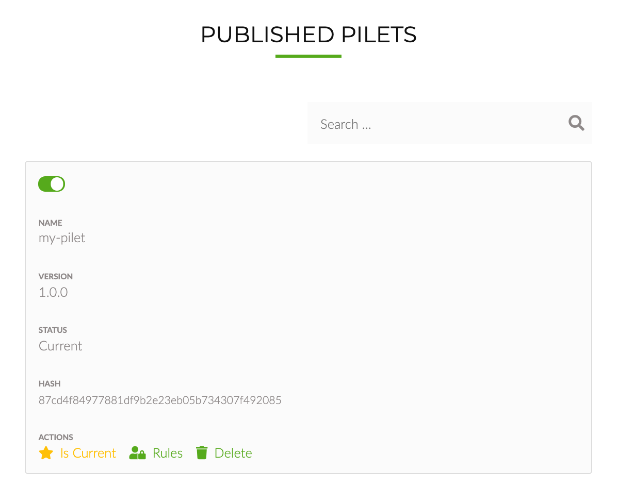 PUBLISHED PILETS
Search ...
NAME
my-pilet
VERSION
1.0.0
STATUS
Current
HASH
87cd4f84977881df9b2e23eb05b734307f492085
ACTIONS
Is Current Rules Delete